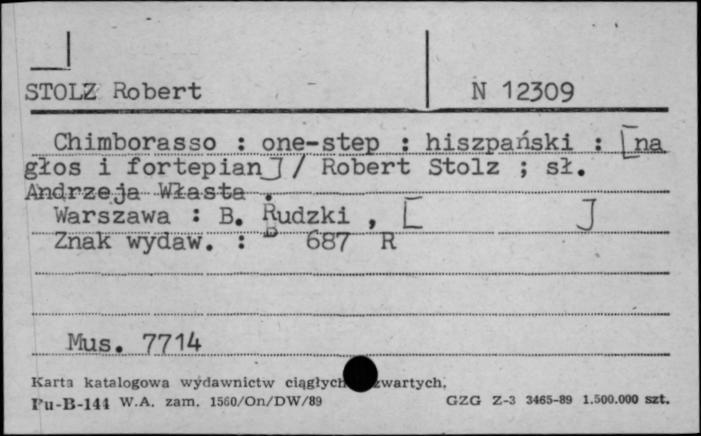 STOLZ Robert N 12309
Chimborasso : one-step : hiszpański : [na
głos i fortepian] / Robert Stolz ; sł.
Andrzeja Własta .
Warszawa : B. Rudzki , [ ]
Znak wydaw. : 687 R
Mus. 7714
Karta katalogowa wydawnictw ciągłych zwartych.
Pu-B-144 W.A. zam. 1560/On/DW/89 GZG Z-3 3465-89 1.500.000 szt.